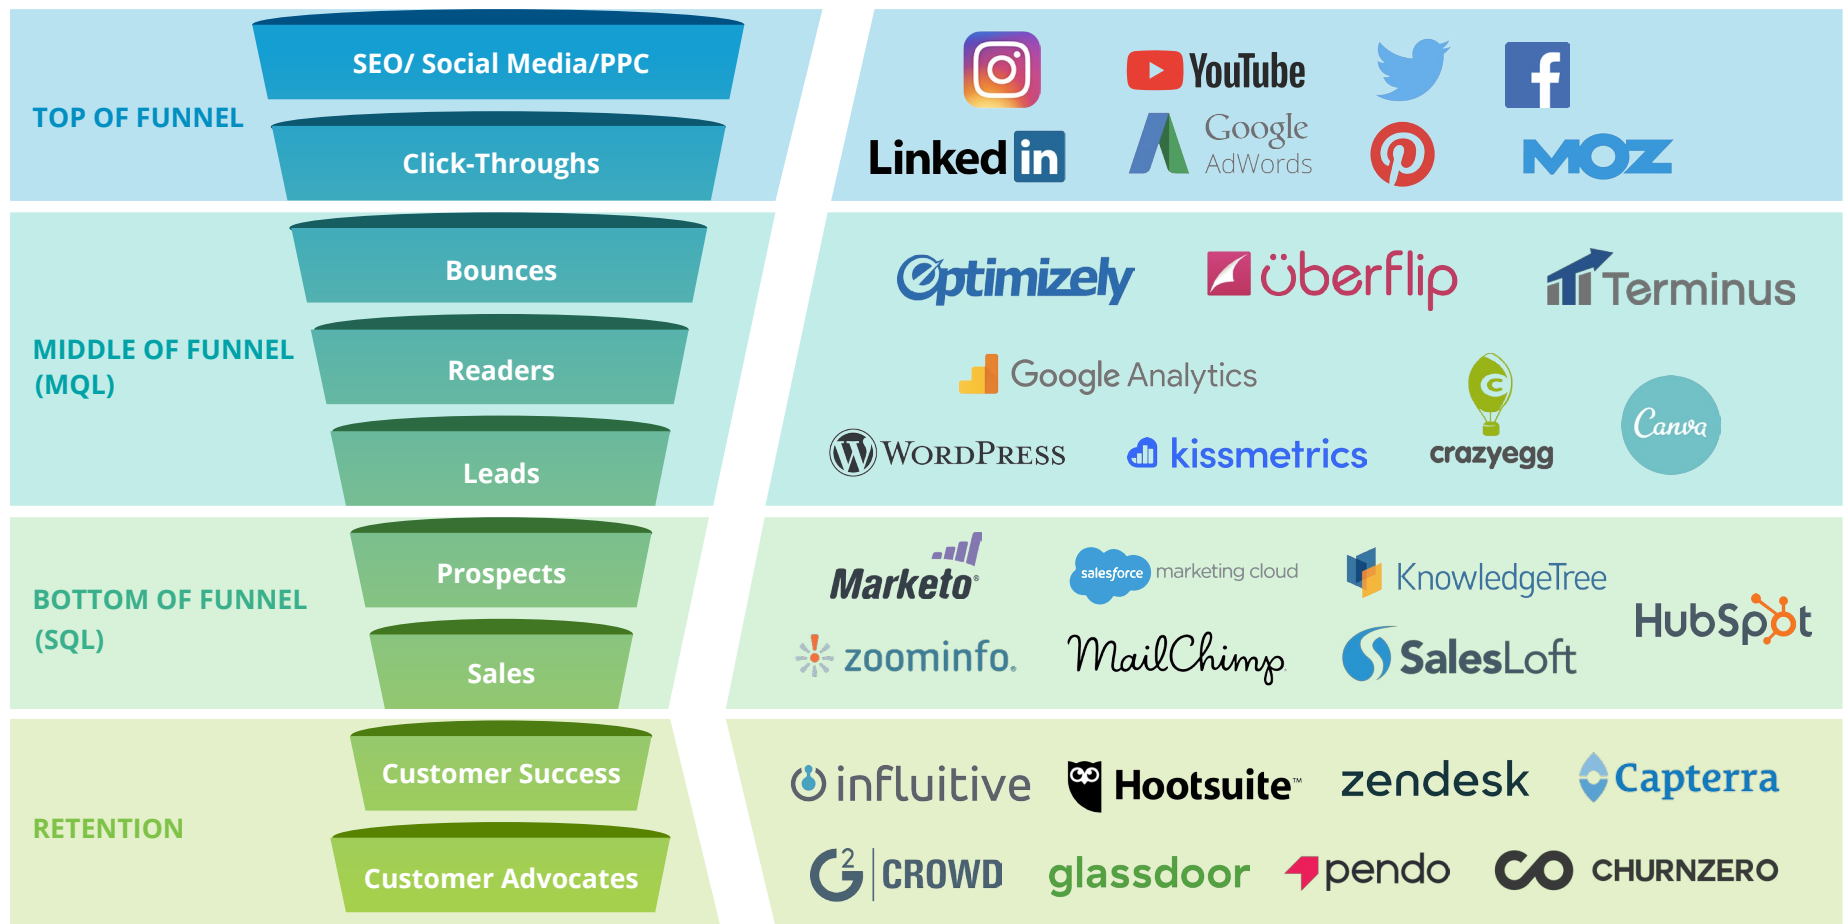 SEO/ Social Media/PPC
TOP OF FUNNEL
Click-Throughs
YouTube
Linked in
Google
AdWords
MOZ
Bounces
MIDDLE OF FUNNEL
(MQL)
Readers
Leads
Optimizely
überflip
Terminus
Google Analytics
WORDPRESS
kissmetrics
crazyegg
Canva
Prospects
BOTTOM OF FUNNEL
(SQL)
Sales
Marketo®
salesforce marketing cloud
KnowledgeTree
HubSpot
zoominfo.
MailChimp
SalesLoft
Customer Success
RETENTION
Customer Advocates
influitive
Hootsuite™
zendesk
Capterra
G2 CROWD
glassdoor
pendo
CHURNZERO